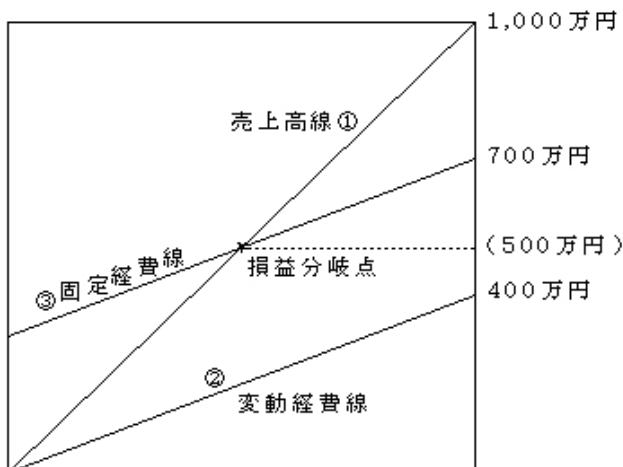 1,000万円
売上高線①
700万円
③固定経費線
(500万円)
損益分岐点
400万円
②
変動経費線